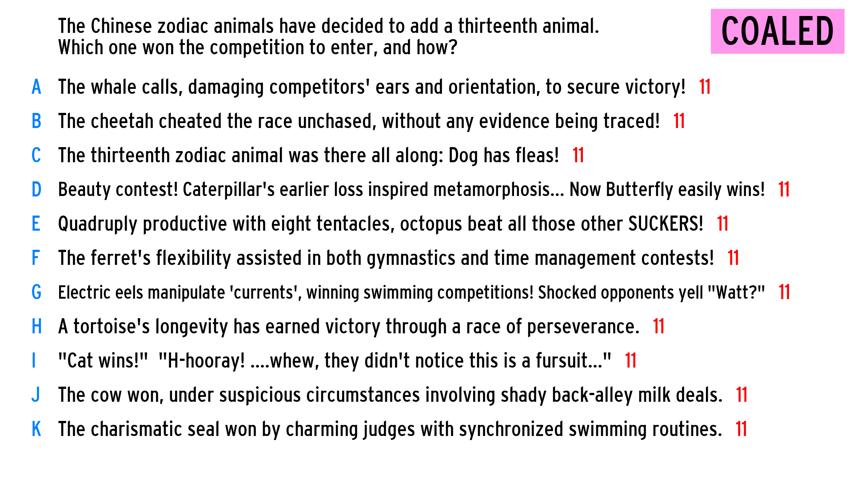 The Chinese zodiac animals have decided to add a thirteenth animal.
Which one won the competition to enter, and how?
COALED
A The whale calls, damaging competitors' ears and orientation, to secure victory! 11
B The cheetah cheated the race unchased, without any evidence being traced! 11
C The thirteenth zodiac animal was there all along: Dog has fleas! 11
D Beauty contest! Caterpillar's earlier loss inspired metamorphosis... Now Butterfly easily wins! 11
E Quadruply productive with eight tentacles, octopus beat all those other SUCKERS! 11
F The ferret's flexibility assisted in both gymnastics and time management contests! 11
G Electric eels manipulate 'currents', winning swimming competitions! Shocked opponents yell "Watt?" 11
H A tortoise's longevity has earned victory through a race of perseverance. 11
I "Cat wins!" "H-hooray! ....whew, they didn't notice this is a fursuit..." 11
J The cow won, under suspicious circumstances involving shady back-alley milk deals. 11
K The charismatic seal won by charming judges with synchronized swimming routines. 11